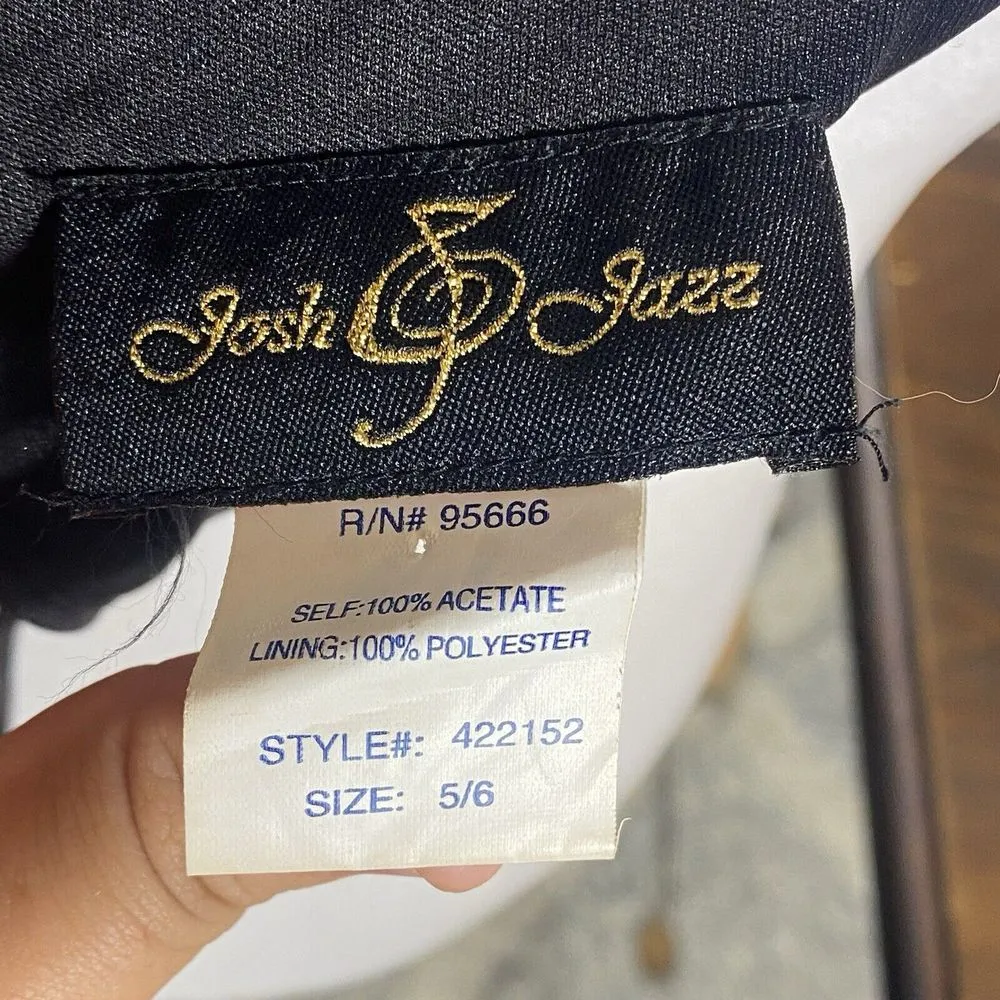 Josh Jazz
R/N# 95666
SELF:100% ACETATE
LINING:100% POLYESTER
STYLE#: 422152
SIZE: 5/6